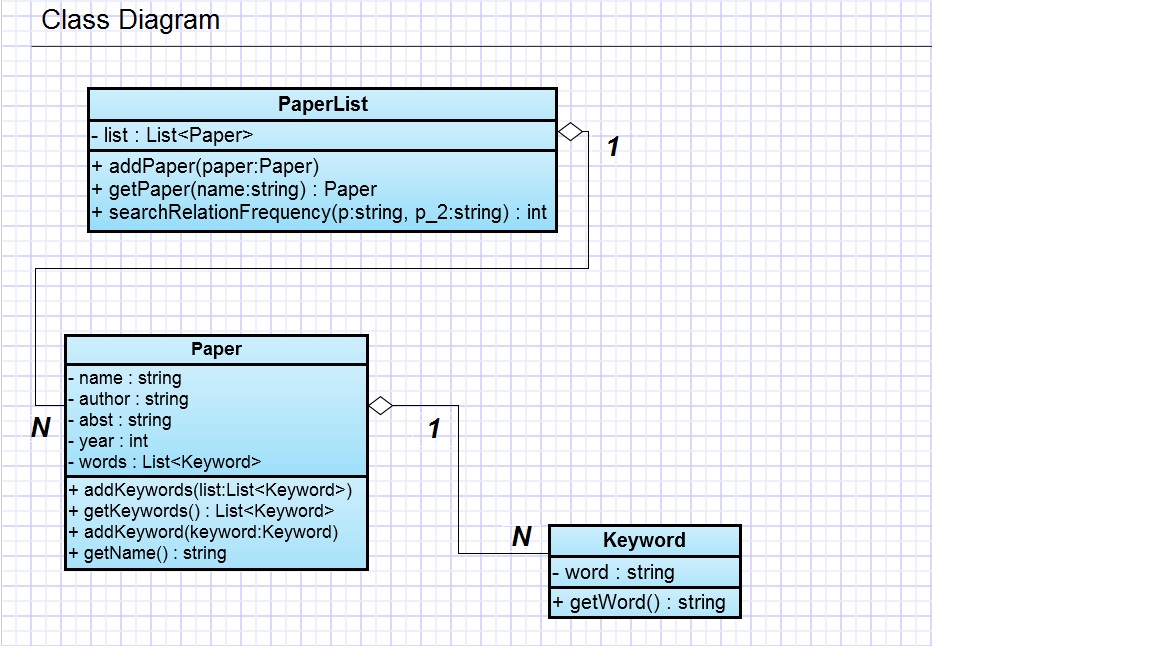 Class Diagram
PaperList
- list : List<Paper>
1
+ addPaper(paper:Paper)
+ getPaper(name:string) : Paper
+ searchRelationFrequency(p:string, p_2:string) : int
Paper
- name : string
- author : string
- abst : string
- year : int
- words : List<Keyword>
N
1
+ addKeywords(list:List<Keyword>)
+ getKeywords() : List<Keyword>
+ addKeyword(keyword:Keyword)
+ getName() : string
N
Keyword
- word : string
+ getWord() : string